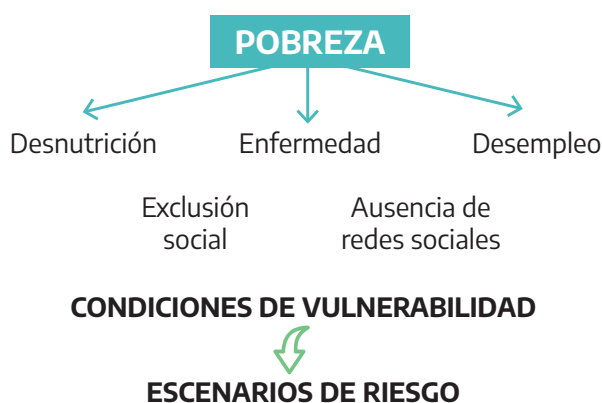 POBREZA
Desnutrición Enfermedad Desempleo
Exclusión social
Ausencia de redes sociales
CONDICIONES DE VULNERABILIDAD
ESCENARIOS DE RIESGO